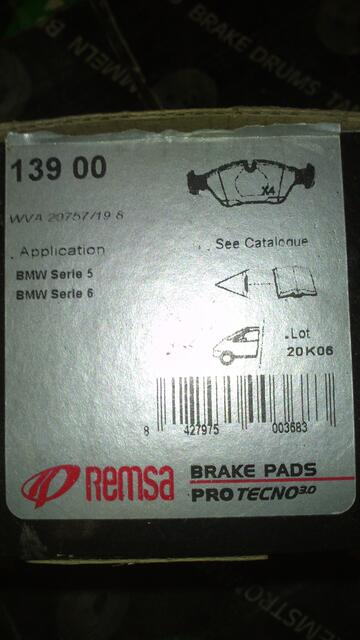 BRAKE DRUMS
139 00
X4
WVA 20757/19.8
Application
See Catalogue
BMW Serie 5
BMW Serie 6
.Lot
20K06
8 427975 003683
Remsa
BRAKE PADS
PRO TECNO 3.0